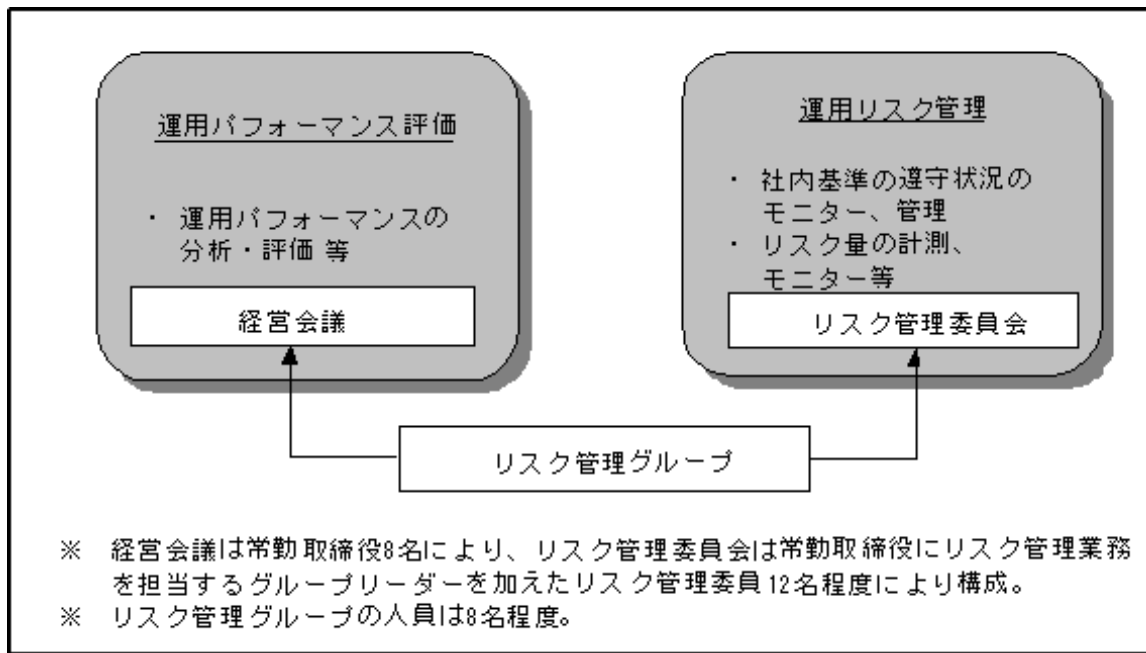 運用パフォーマンス評価
・ 運用パフォーマンスの
分析・評価 等
経営会議
運用リスク管理
・ 社内基準の遵守状況の
モニター、管理
・ リスク量の計測、
モニター等
リスク管理委員会
リスク管理グループ
※ 経営会議は常勤取締役8名により、リスク管理委員会は常勤取締役にリスク管理業務
を担当するグループリーダーを加えたリスク管理委員12名程度により構成。
※ リスク管理グループの人員は8名程度。